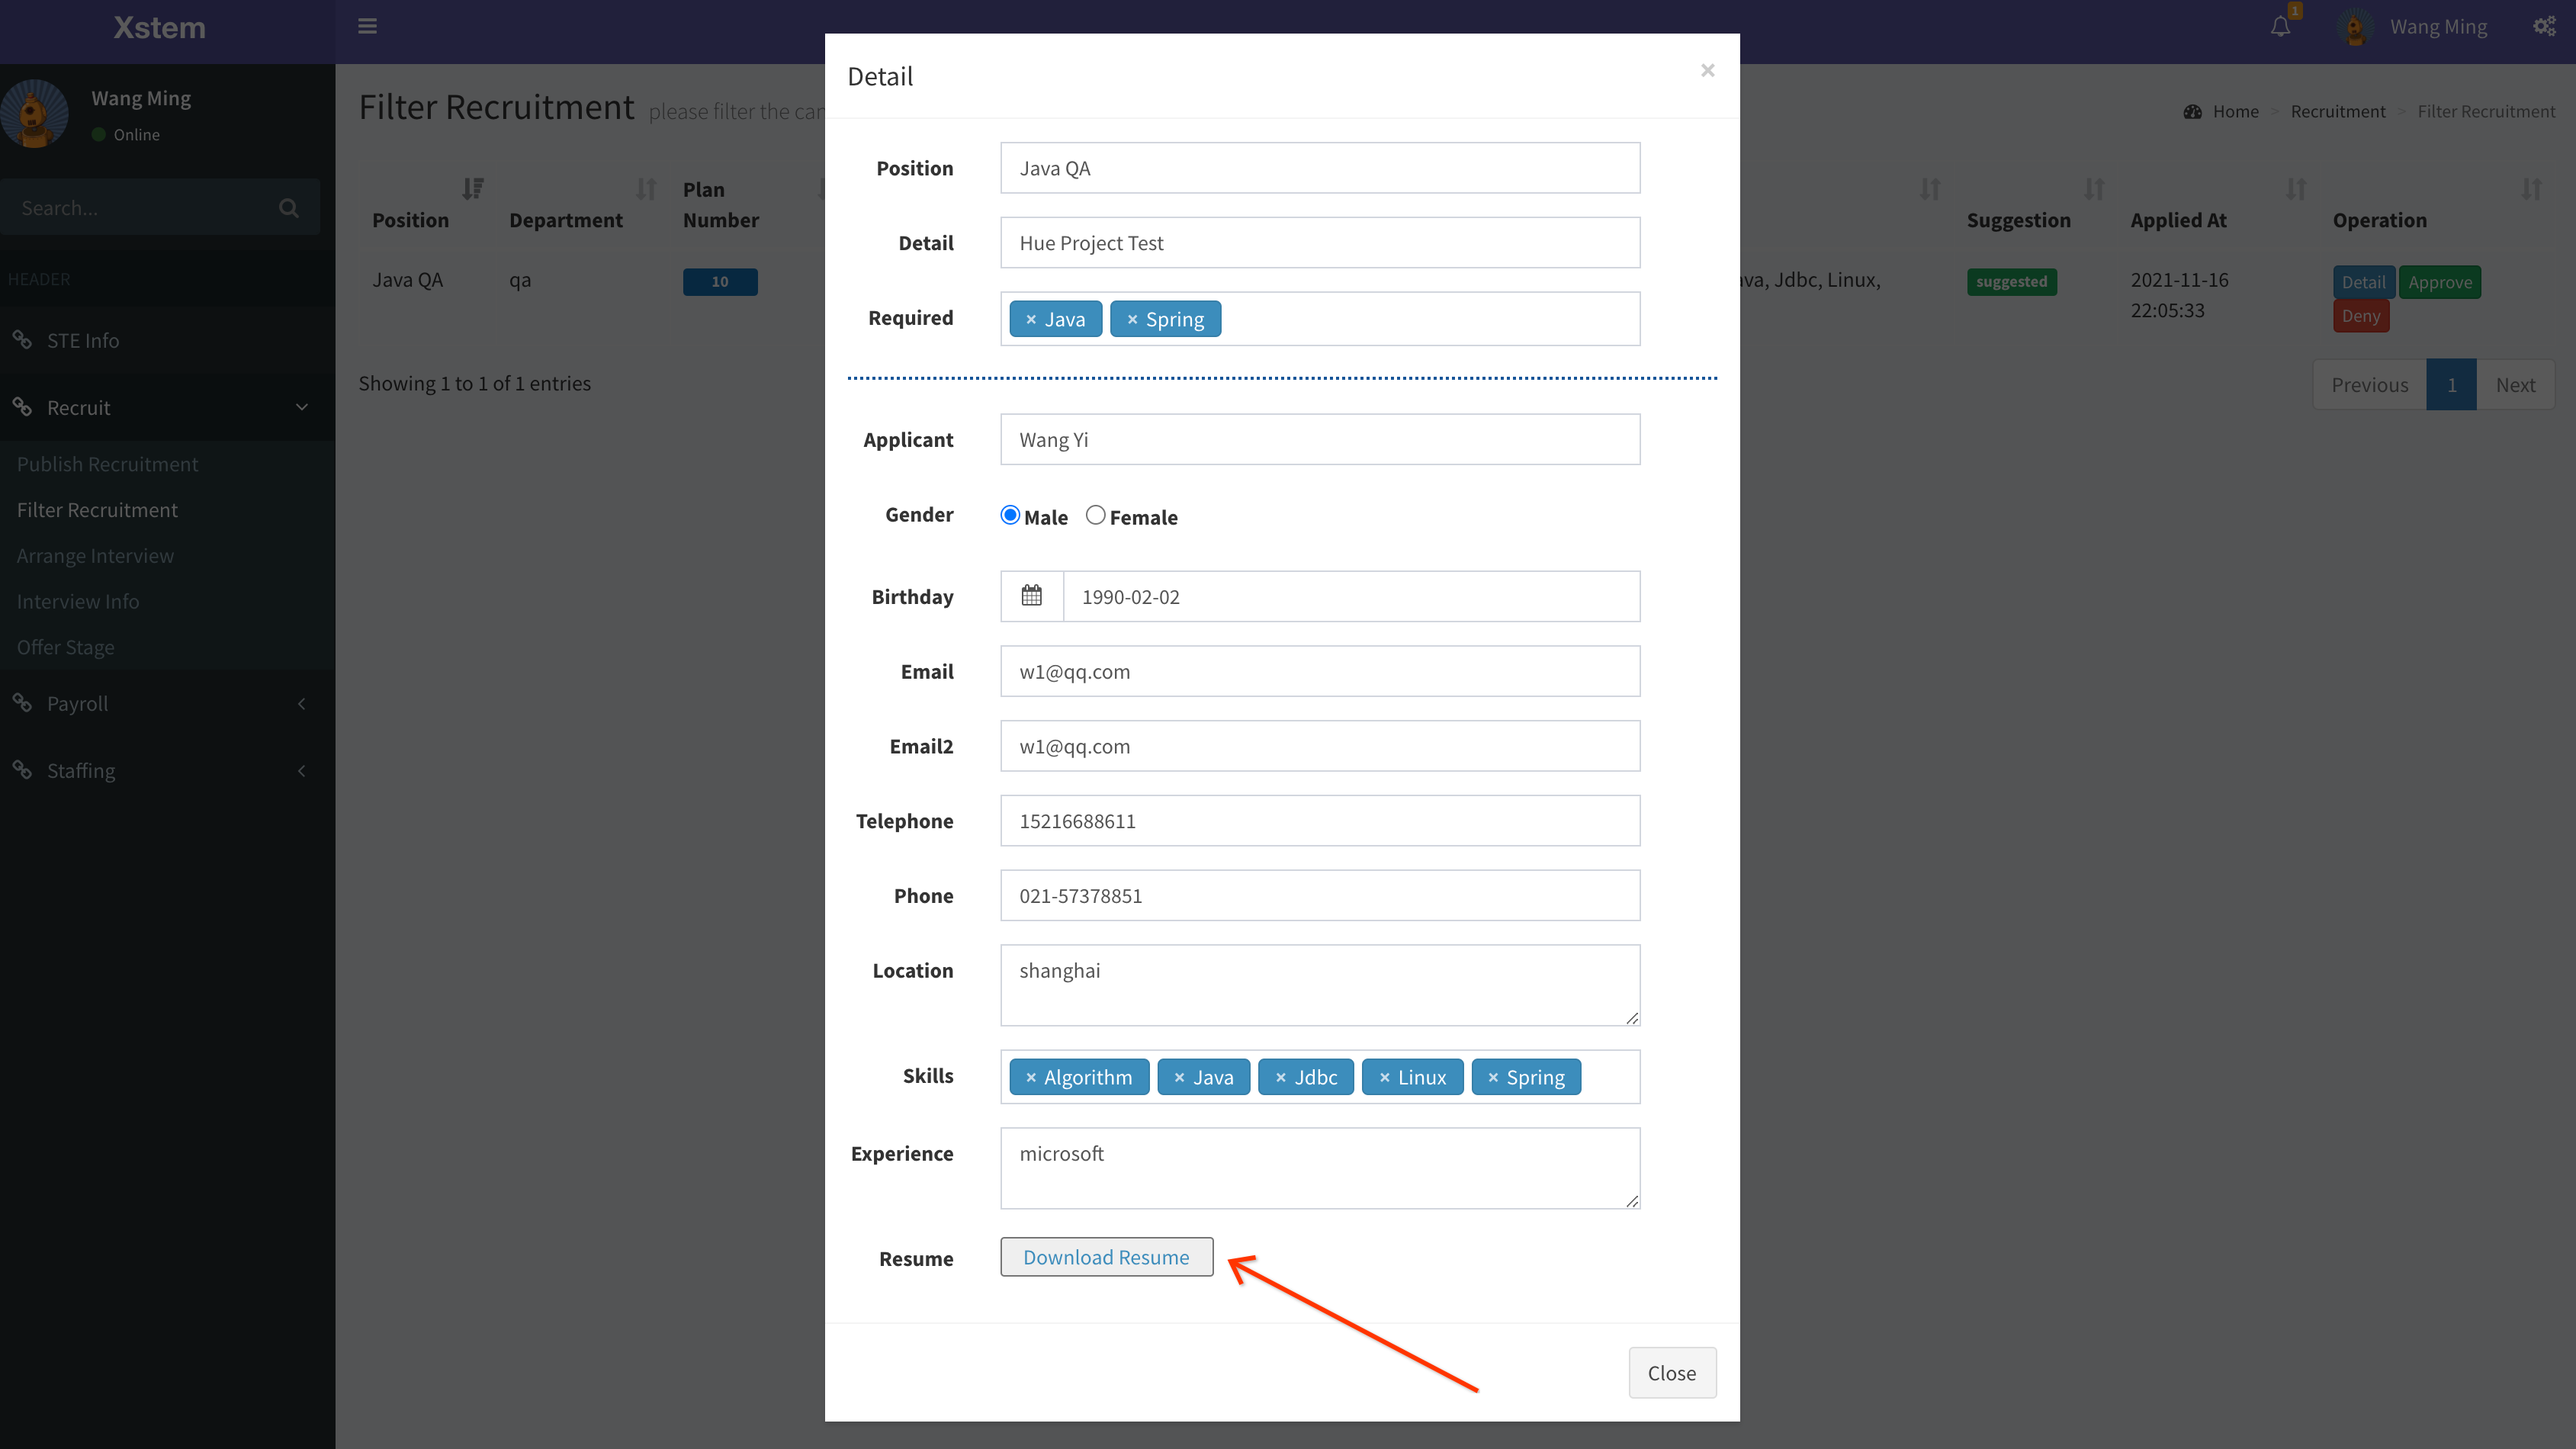 Xstem
1
Wang Ming
Wang Ming
Online
Search...
HEADER
STE Info
Recruit
Publish Recruitment
Filter Recruitment
Arrange Interview
Interview Info
Offer Stage
Payroll
Staffing
Filter Recruitment please filter the
Home > Recruitment > Filter Recruitment
Position Department Plan Number Suggestion Applied At Operation
Java QA qa 10 Jdbc, Linux, suggested 2021-11-16 22:05:33 Detail Approve Deny
Showing 1 to 1 of 1 entries
Previous 1 Next
Detail ×
Position Java QA
Detail Hue Project Test
Required × Java × Spring
Applicant Wang Yi
Gender Male Female
Birthday 1990-02-02
Email w1@qq.com
Email2 w1@qq.com
Telephone 15216688611
Phone 021-57378851
Location shanghai
Skills × Algorithm × Java × Jdbc × Linux × Spring
Experience microsoft
Resume Download Resume
Close